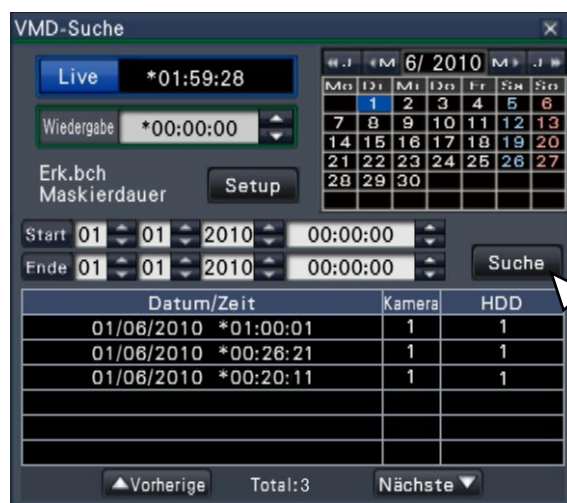 VMD-Suche
Live *01:59:28
Wiedergabe *00:00:00
Erk.bch
Maskierdauer
Setup
J M 6/ 2010 M J
Mo Di Mi Do Fr Sa So
1 2 3 4 5 6
7 8 9 10 11 12 13
14 15 16 17 18 19 20
21 22 23 24 25 26 27
28 29 30
Start 01 01 2010 00:00:00
Ende 01 01 2010 00:00:00
Suche
Datum/Zeit Kamera HDD
01/06/2010 *01:00:01 1 1
01/06/2010 *00:26:21 1 1
01/06/2010 *00:20:11 1 1
▲Vorherige Total:3 Nächste▼